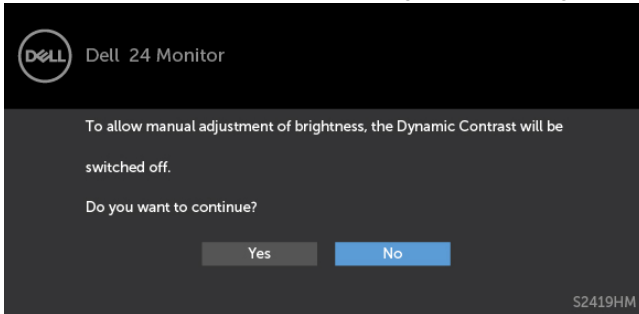 DELL
Dell 24 Monitor
To allow manual adjustment of brightness, the Dynamic Contrast will be
switched off.
Do you want to continue?
Yes No
S2419HM